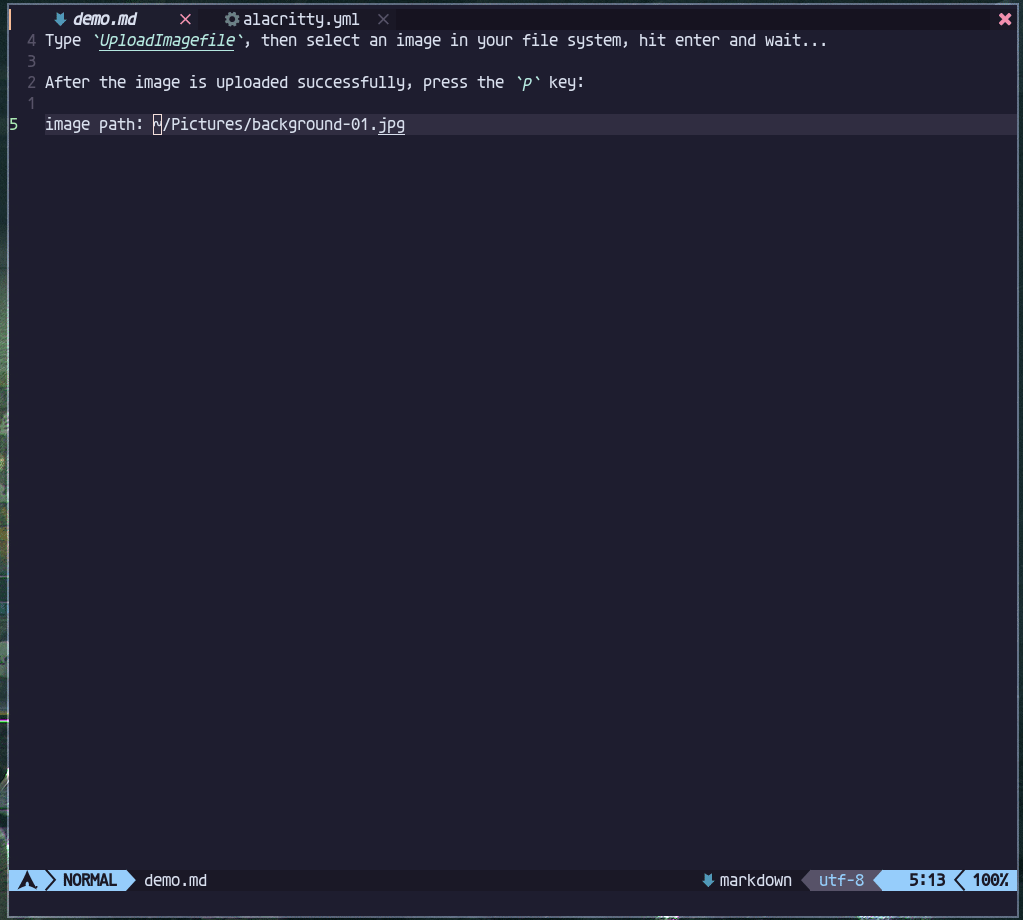 demo.md alacritty.yml
4 Type `UploadImagefile`, then select an image in your file system, hit enter and wait...
3
2 After the image is uploaded successfully, press the `p` key:
1
5 image path: ~/Pictures/background-01.jpg
NORMAL demo.md markdown utf-8 5:13 100%